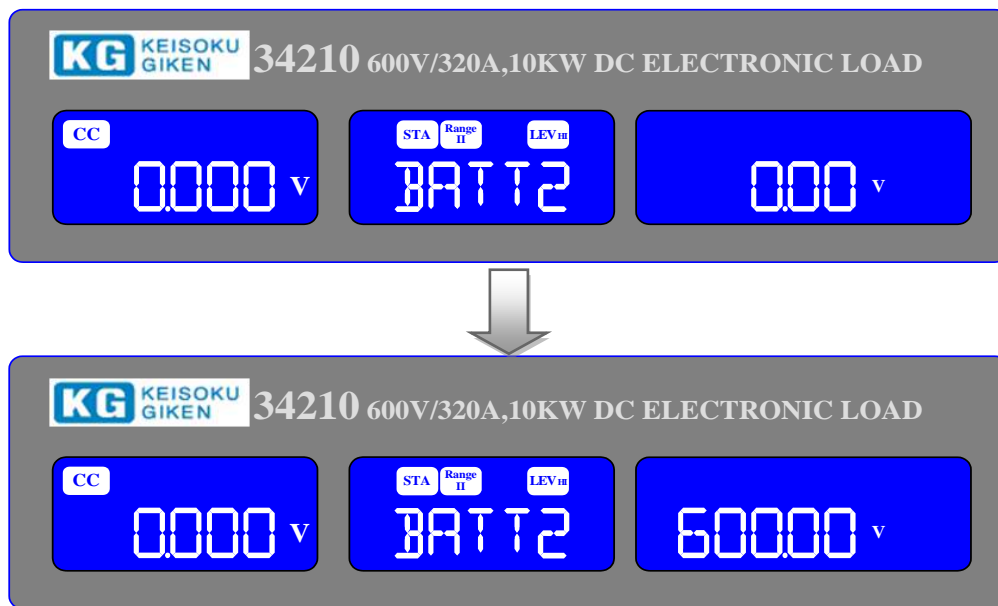 KG KEISOKU GIKEN 34210 600V/320A,10KW DC ELECTRONIC LOAD
CC STA Range II LEV HI
0.000 V BATT2 0.00 V
KG KEISOKU GIKEN 34210 600V/320A,10KW DC ELECTRONIC LOAD
CC STA Range II LEV HI
0.000 V BATT2 600.00 V